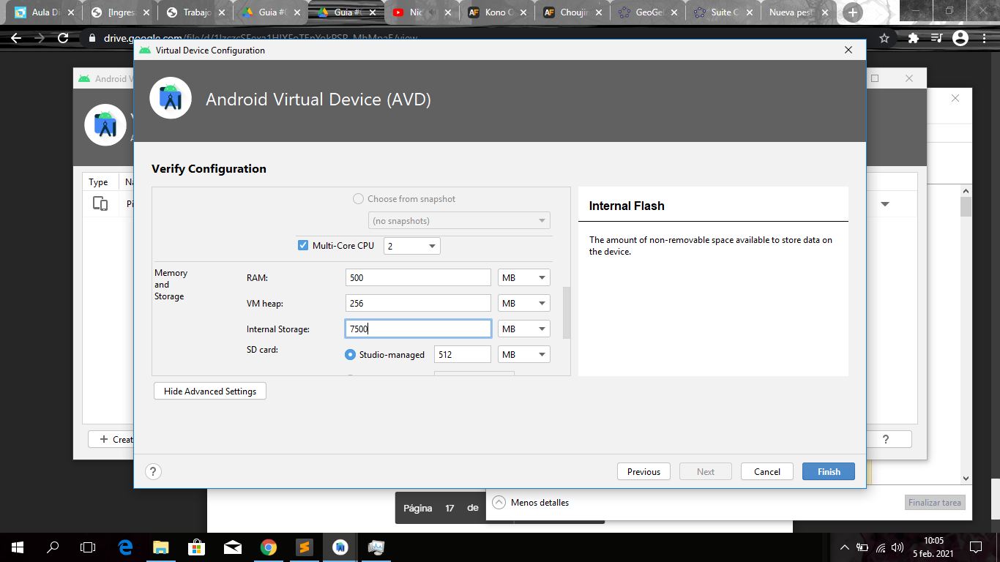 Aula Di
[Ingres
Trabajo
Guia #
Guia #(
Nic
Kono C
Choujin
GeoGel
Suite C
Nueva pest
drive.google.com/file/d/
Virtual Device Configuration
Android V
Android Virtual Device (AVD)
Verify Configuration
Type
Na
Pi
Choose from snapshot
(no snapshots)
Multi-Core CPU
2
Memory
and
Storage
RAM:
500
MB
VM heap:
256
MB
Internal Storage:
7500
MB
SD card:
Studio-managed
512
MB
Internal Flash
The amount of non-removable space available to store data on
the device.
Hide Advanced Settings
+ Creat
?
?
Previous
Next
Cancel
Finish
Página 17 de
Menos detalles
Finalizar tarea
10:05
5 feb. 2021